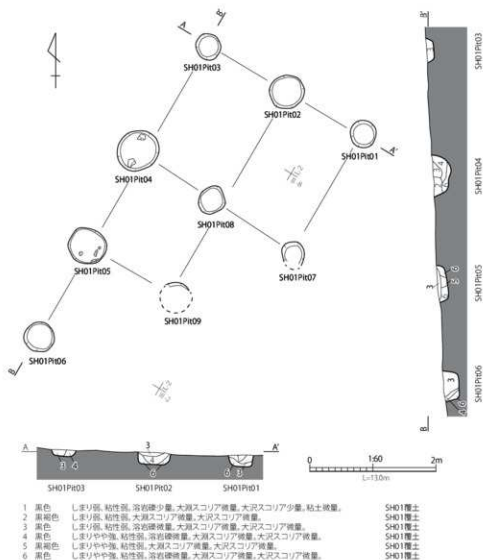 A
B'
SH01Pit03
SH01Pit02
SH01Pit01
A'
SH01Pit04
SH01Pit08
SH01Pit07
SH01Pit05
SH01Pit09
SH01Pit06
B
B'
SH01Pit03
SH01Pit04
SH01Pit05
SH01Pit06
B
A
3
A'
3 4
6
6 3
SH01Pit03
SH01Pit02
SH01Pit01
0
1:60
2m
L=13.0m
1 黒色 しまり弱、粘性弱、溶岩礫少量、大淵スコリア微量、大沢スコリア少量、粘土微量。 SH01覆土
2 黒褐色 しまり弱、粘性弱、大淵スコリア微量、大沢スコリア微量。 SH01覆土
3 黒色 しまり弱、粘性弱、溶岩礫微量、大淵スコリア微量、大沢スコリア微量。 SH01覆土
4 黒色 しまりやや強、粘性弱、溶岩礫微量、大淵スコリア微量、大沢スコリア微量。 SH01覆土
5 黒褐色 しまりやや強、粘性弱、大淵スコリア微量、大沢スコリア微量。 SH01覆土
6 黒色 しまりやや強、粘性弱、溶岩礫微量、大淵スコリア微量、大沢スコリア微量。 SH01覆土